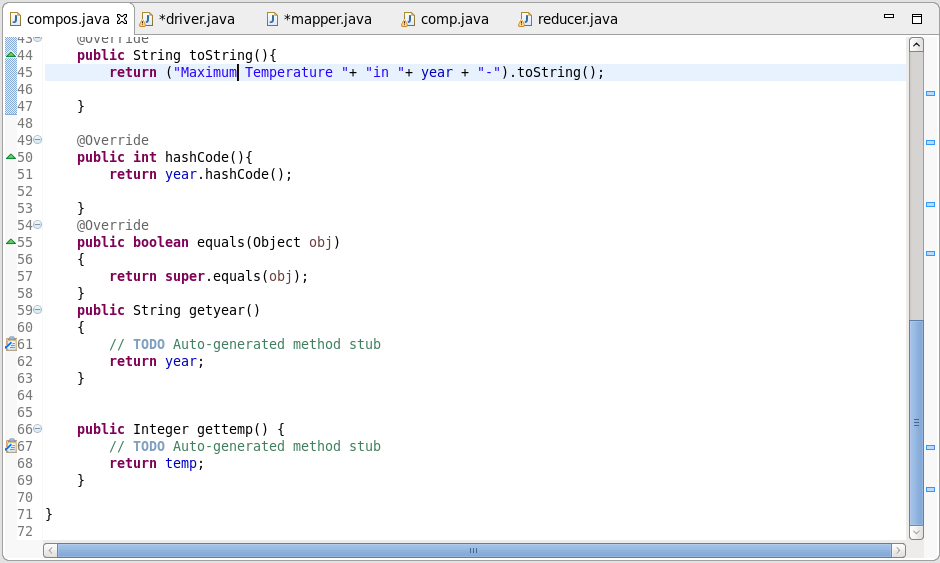 compos.java *driver.java *mapper.java comp.java reducer.java
43 @Override
44 public String toString(){
45 return ("Maximum Temperature "+ "in "+ year + "-").toString();
46
47 }
48
49 @Override
50 public int hashCode(){
51 return year.hashCode();
52
53 }
54 @Override
55 public boolean equals(Object obj)
56 {
57 return super.equals(obj);
58 }
59 public String getyear()
60 {
61 // TODO Auto-generated method stub
62 return year;
63 }
64
65
66 public Integer gettemp() {
67 // TODO Auto-generated method stub
68 return temp;
69 }
70
71 }
72